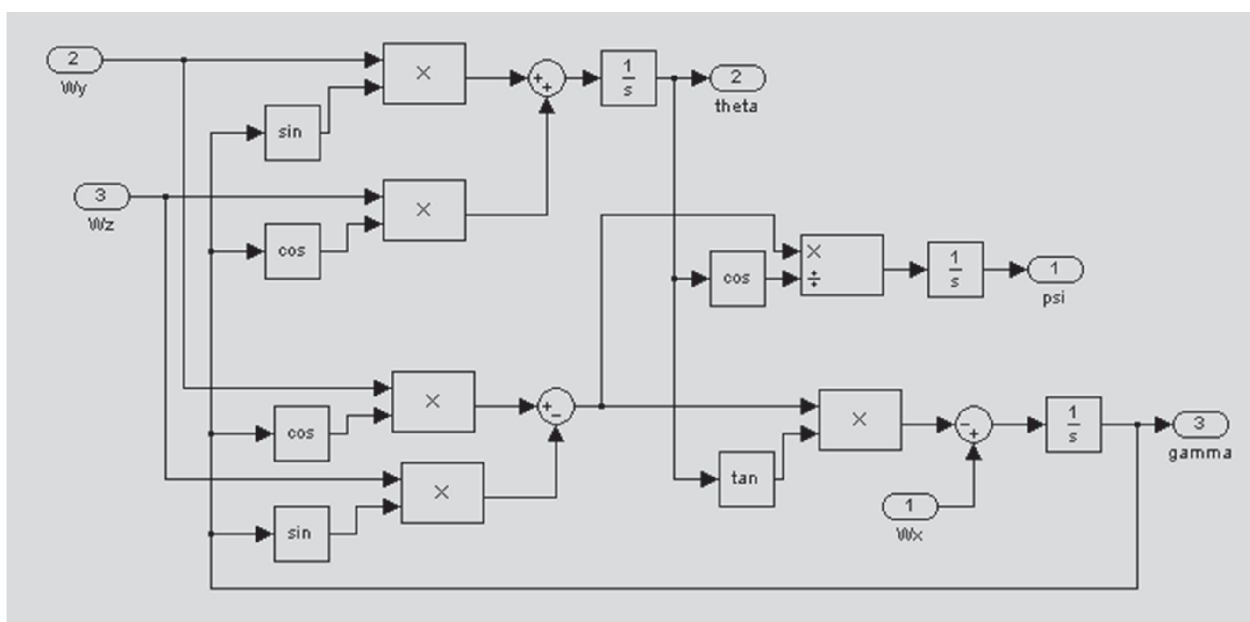 2
Wy
×
+
+
1
s
2
theta
sin
3
Wz
×
cos
×
÷
cos
1
s
1
psi
×
+
-
cos
×
-
+
1
s
3
gamma
×
tan
1
Wx
sin